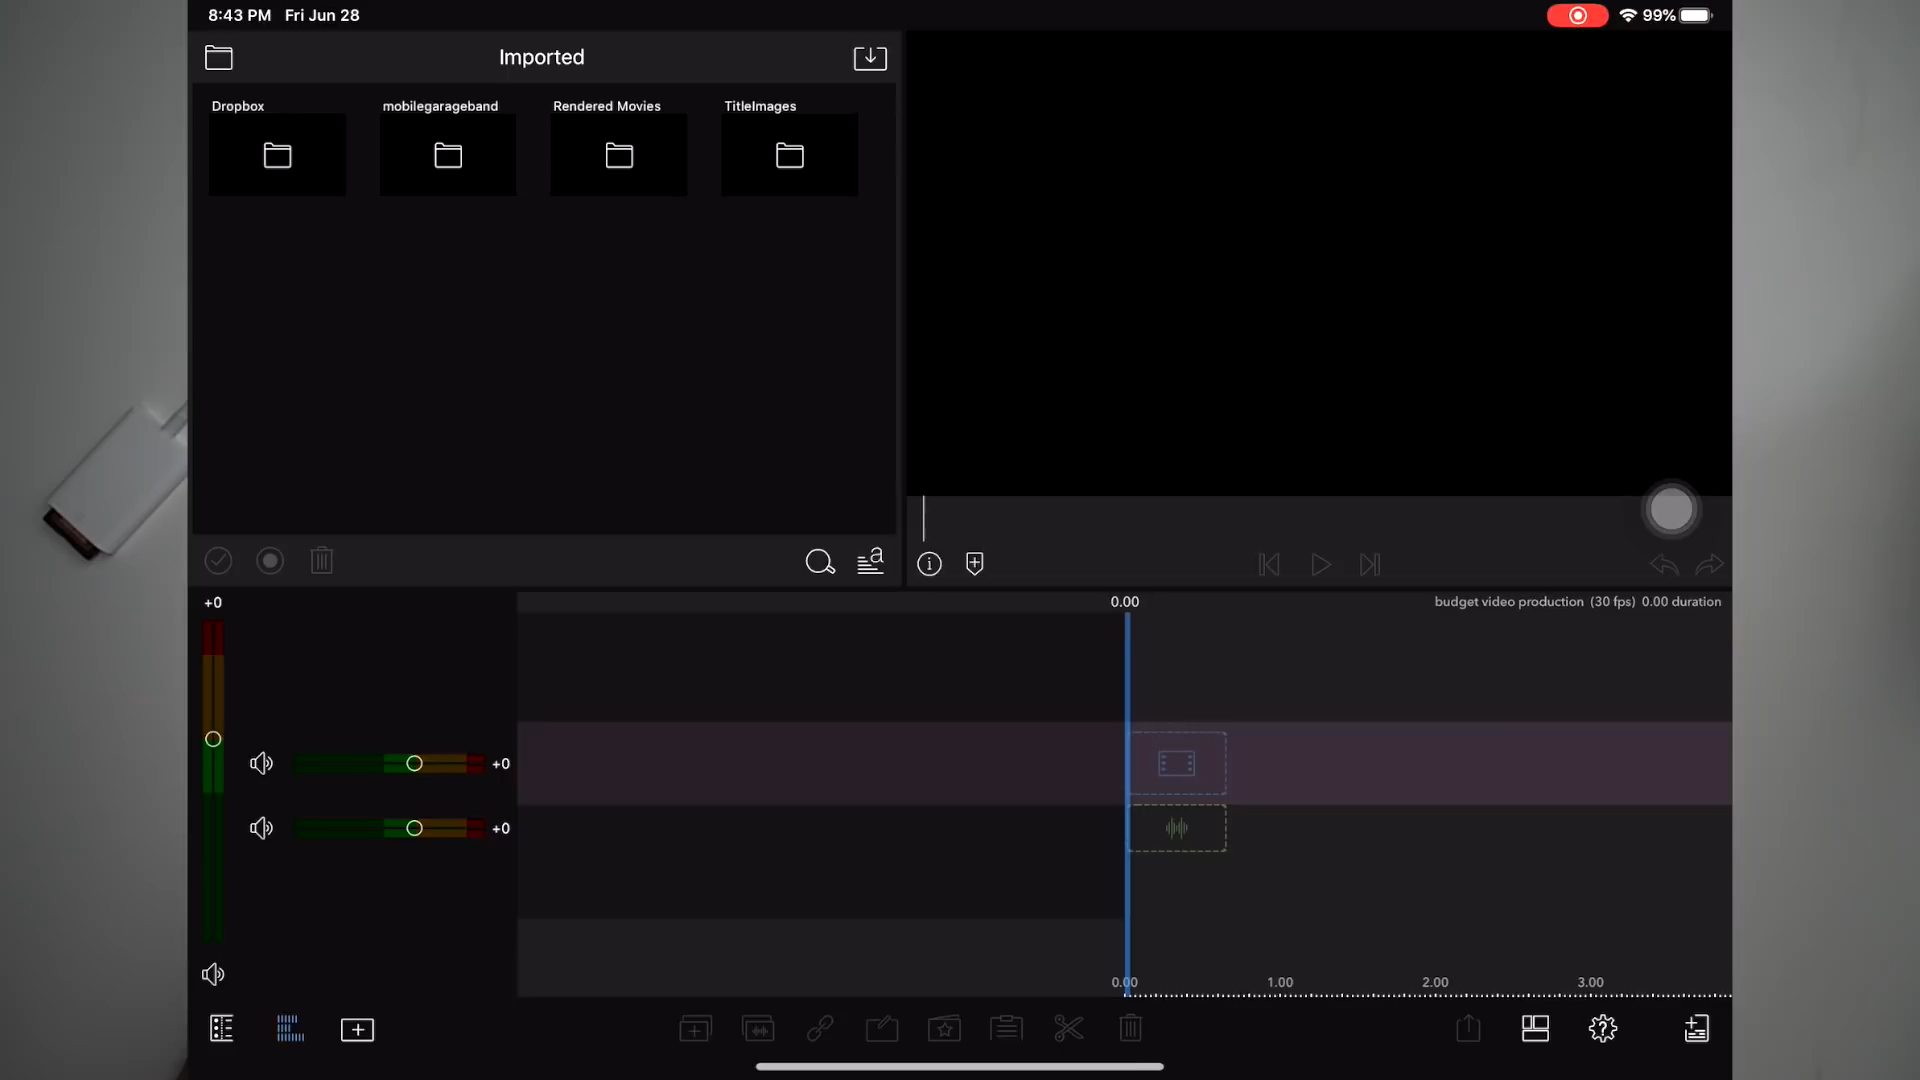 8:43 PM Fri Jun 28
99%
Imported
Dropbox
mobilegarageband
Rendered Movies
TitleImages
+0
0.00
budget video production (30 fps) 0.00 duration
+0
+0
0.00
1.00
2.00
3.00